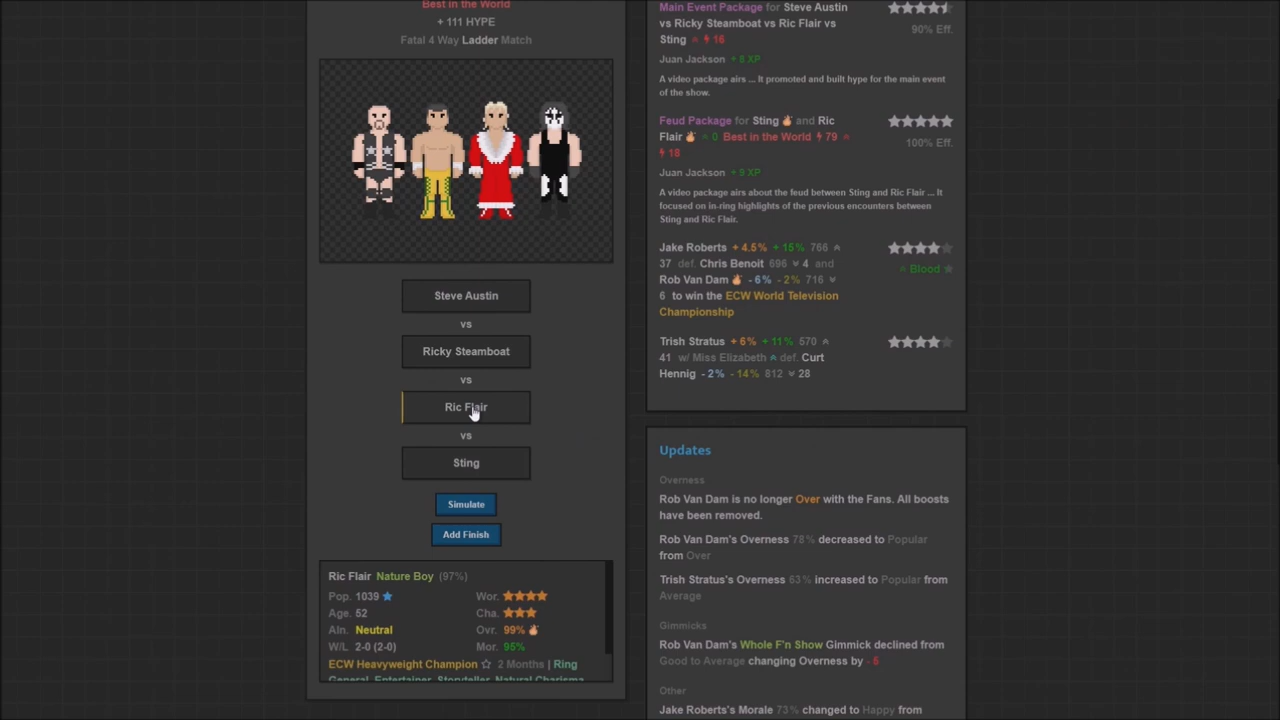 Best in the World
+ 111 HYPE
Fatal 4 Way Ladder Match
Steve Austin
vs
Ricky Steamboat
vs
Ric Flair
vs
Sting
Simulate
Add Finish
Ric Flair Nature Boy (97%)
Pop. 1039
Wor.
Age. 52
Cha.
Aln. Neutral
Ovr. 99%
W/L 2-0 (2-0)
Mor. 95%
ECW Heavyweight Champion 2 Months | Ring
General, Entertainer, Storyteller, Natural Charisma
Main Event Package for Steve Austin
vs Ricky Steamboat vs Ric Flair vs
Sting 16
90% Eff.
Juan Jackson + 8 XP
A video package airs ... It promoted and built hype for the main event
of the show.
Feud Package for Sting and Ric
Flair 0 Best in the World 79
18
100% Eff.
Juan Jackson + 9 XP
A video package airs about the feud between Sting and Ric Flair ... It
focused on in-ring highlights of the previous encounters between
Sting and Ric Flair.
Jake Roberts + 4.5% + 15% 766
37 def. Chris Benoit 696 4 and
Rob Van Dam - 6% - 2% 716
6 to win the ECW World Television
Championship
Blood
Trish Stratus + 6% + 11% 570
41 w/ Miss Elizabeth def. Curt
Hennig - 2% - 14% 812 28
Updates
Overness
Rob Van Dam is no longer Over with the Fans. All boosts
have been removed.
Rob Van Dam's Overness 78% decreased to Popular
from Over
Trish Stratus's Overness 63% increased to Popular from
Average
Gimmicks
Rob Van Dam's Whole F'n Show Gimmick declined from
Good to Average changing Overness by - 5
Other
Jake Roberts's Morale 73% changed to Happy from